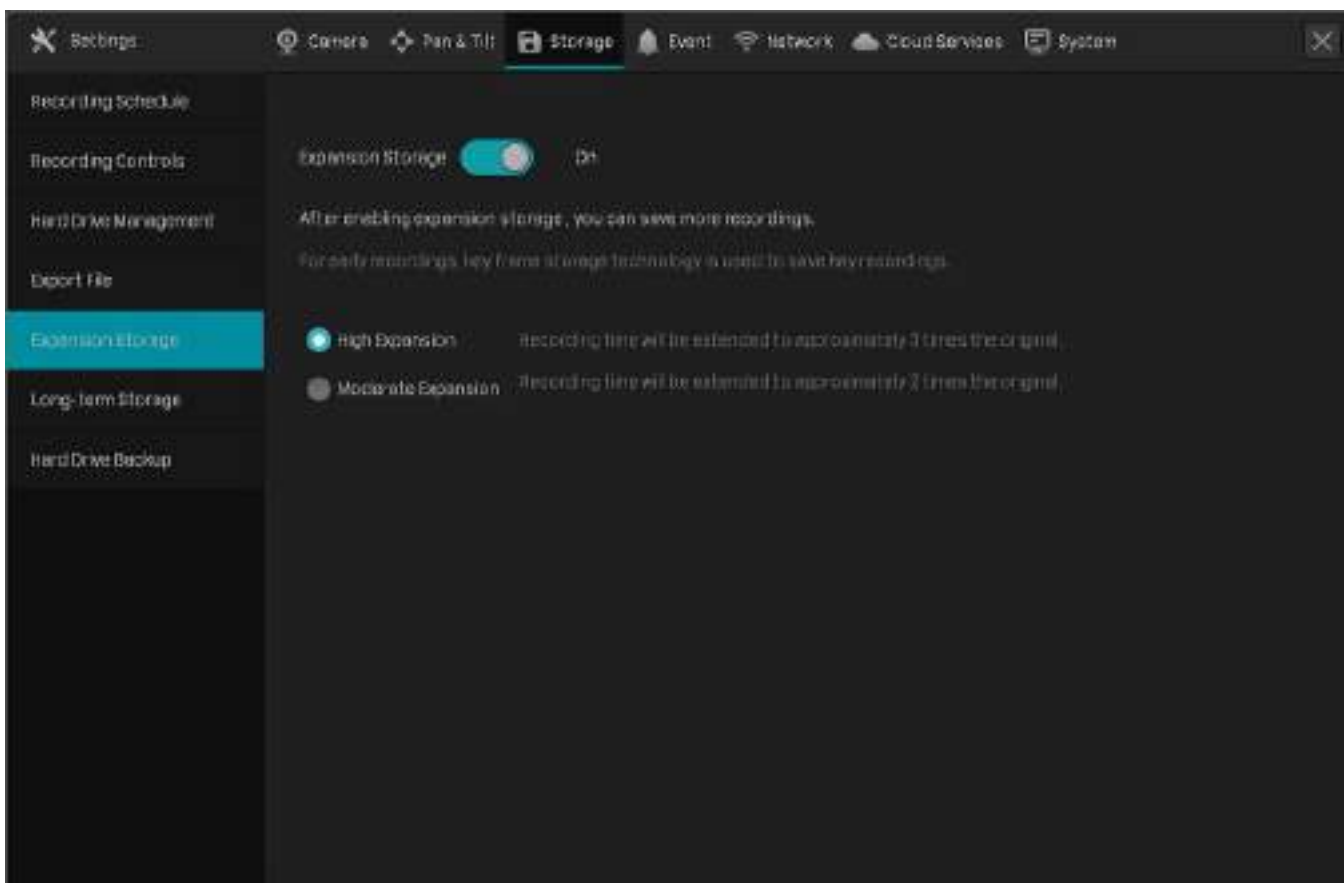 Settings
Camera
Pan & Tilt
Storage
Event
Network
Cloud Services
System
Recording Schedule
Recording Controls
Hard Drive Management
Export File
Expansion Storage
Long-term Storage
Hard Drive Backup
Expansion Storage On
After enabling expansion storage, you can save more recordings.
For early recordings, key frame storage technology is used to save key recordings.
High Expansion Recording time will be extended to approximately 3 times the original.
Moderate Expansion Recording time will be extended to approximately 2 times the original.